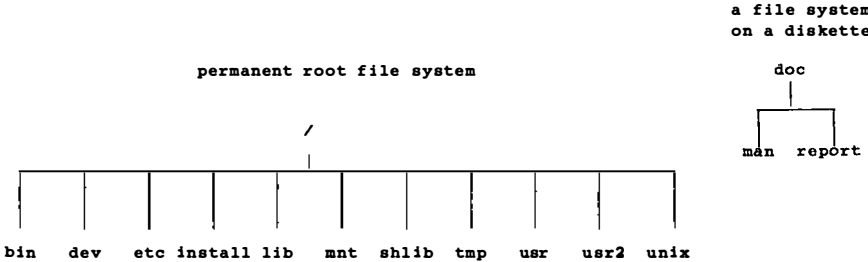 a file system
on a diskette
permanent root file system
doc
/
man report
bin dev etc install lib mnt shlib tmp usr usr2 unix